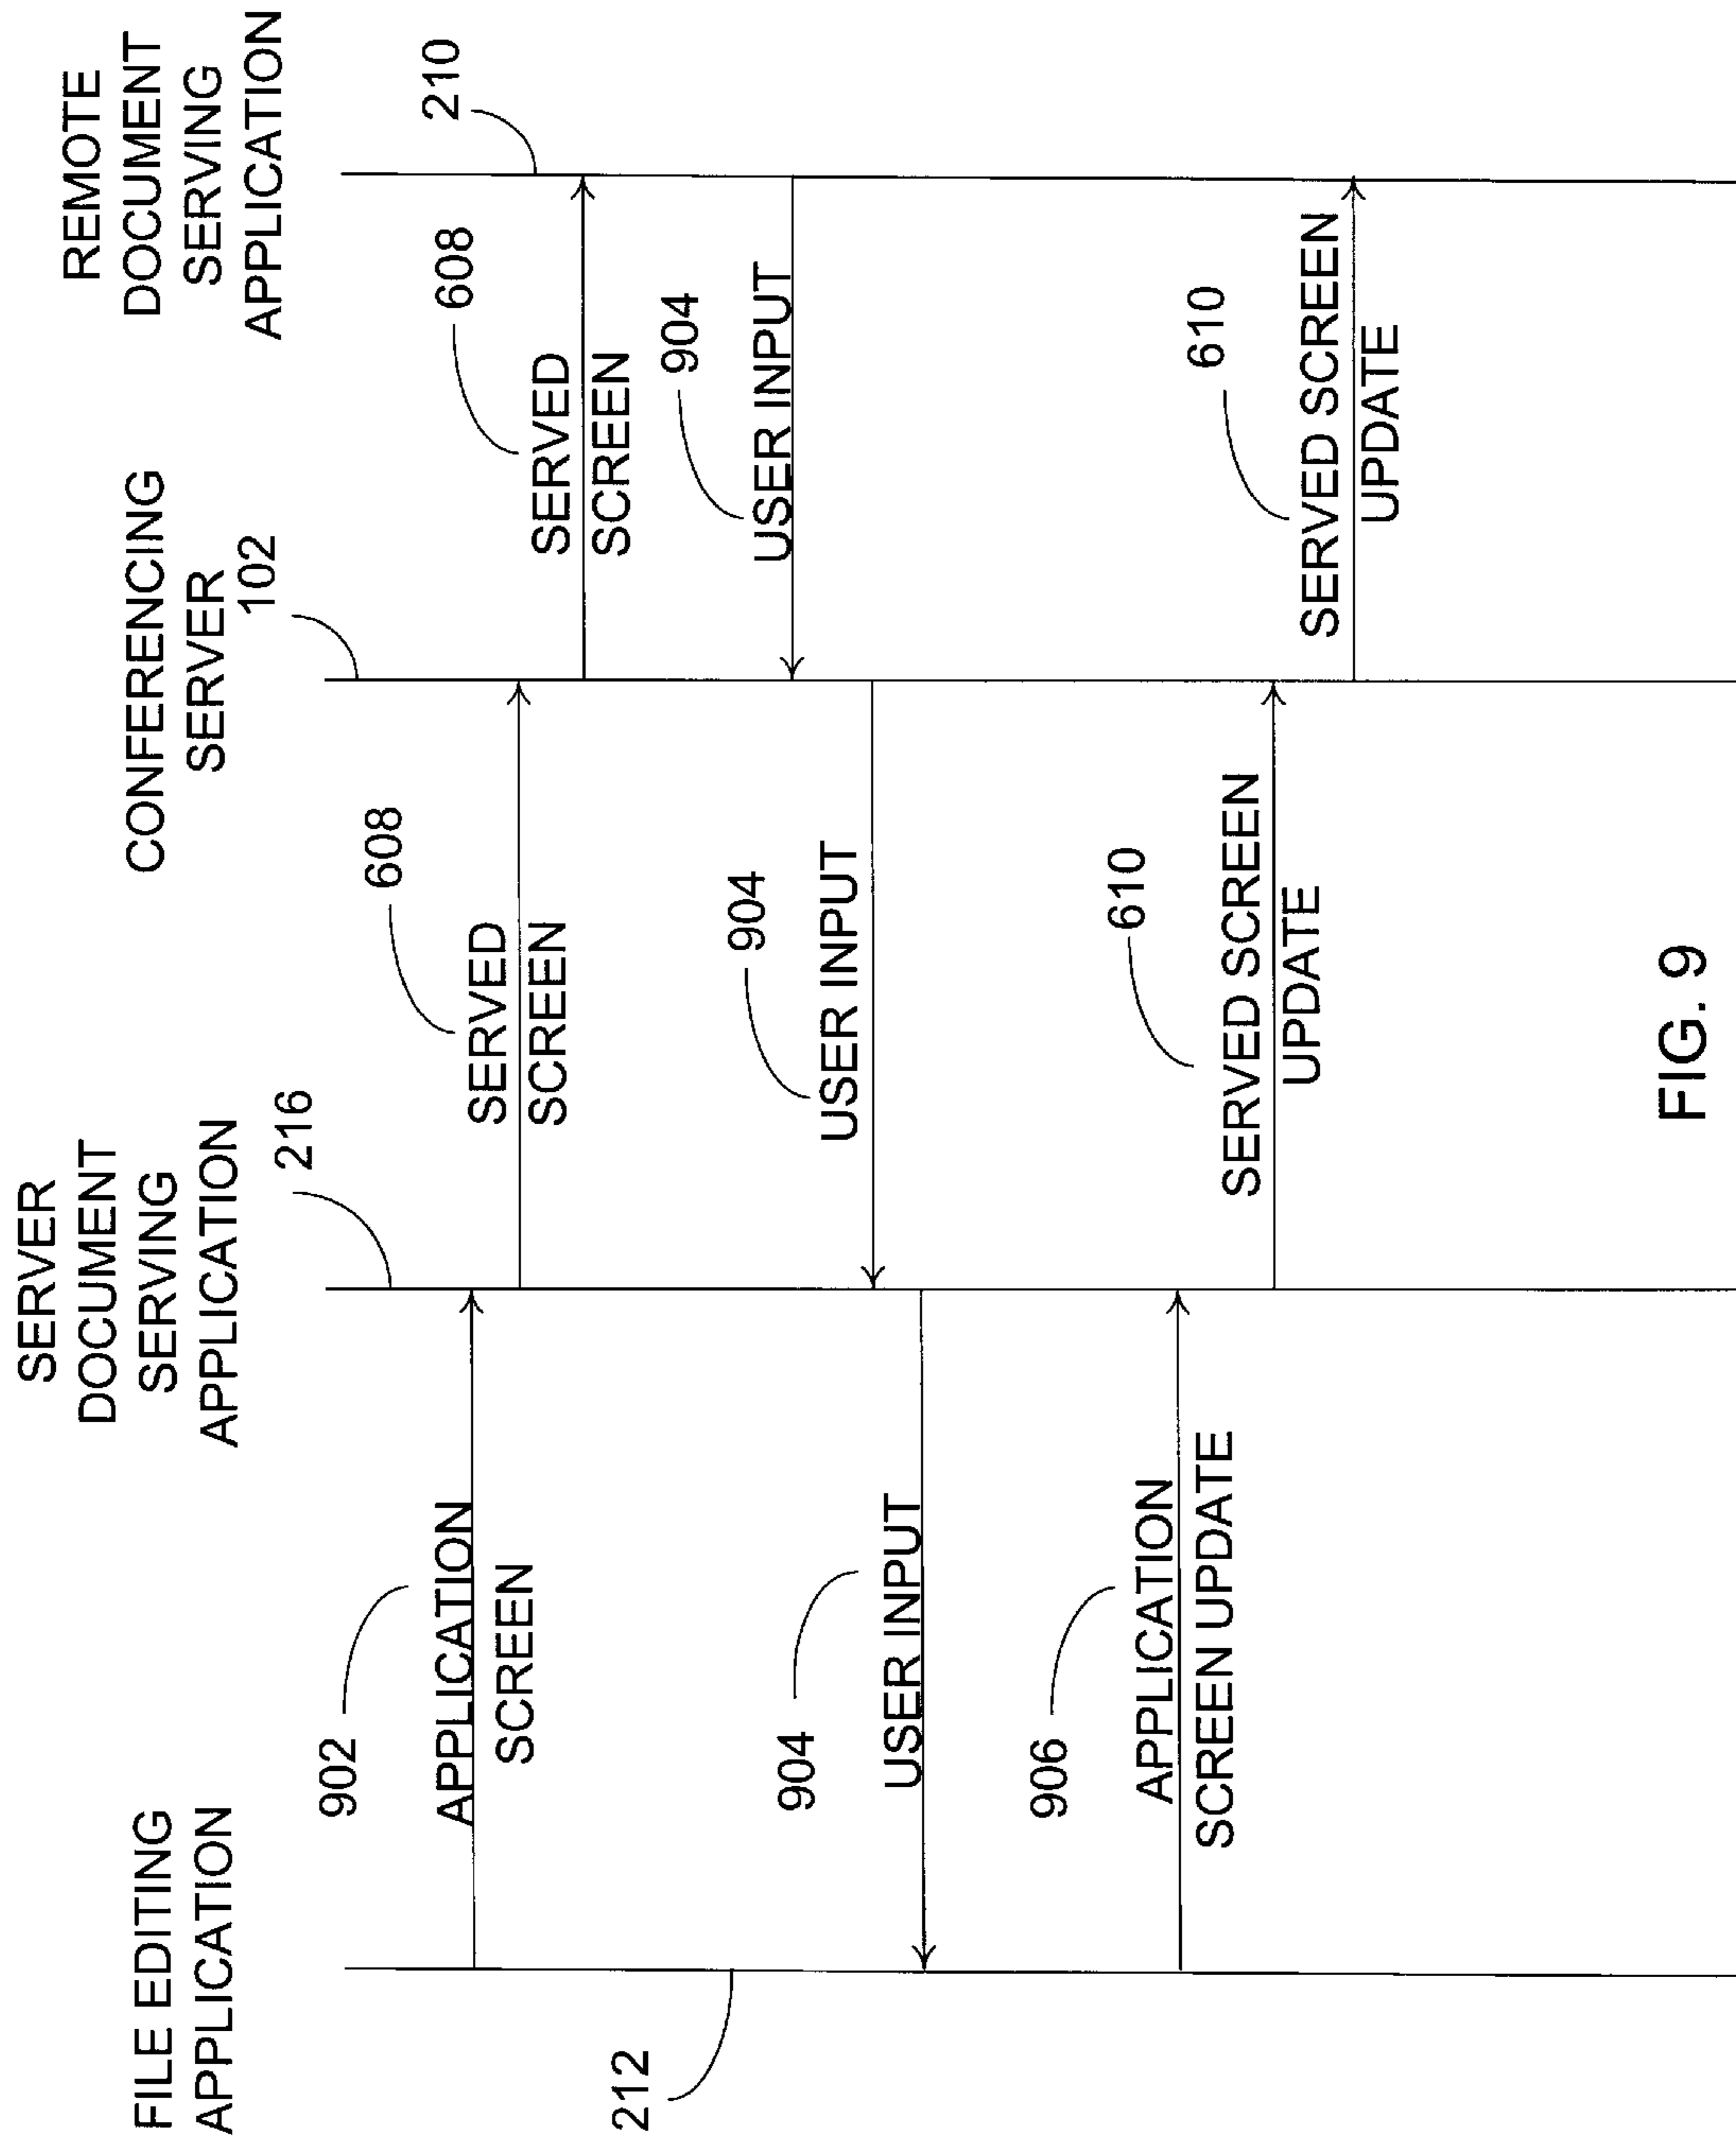 FILE EDITING
APPLICATION
SERVER
DOCUMENT
SERVING
APPLICATION
CONFERENCING
SERVER
REMOTE
DOCUMENT
SERVING
APPLICATION
212
216
102
210
902
APPLICATION
SCREEN
608
SERVED
SCREEN
608
SERVED
SCREEN
904
USER INPUT
904
USER INPUT
904
USER INPUT
906
APPLICATION
SCREEN UPDATE
610
SERVED SCREEN
UPDATE
610
SERVED SCREEN
UPDATE
FIG. 9